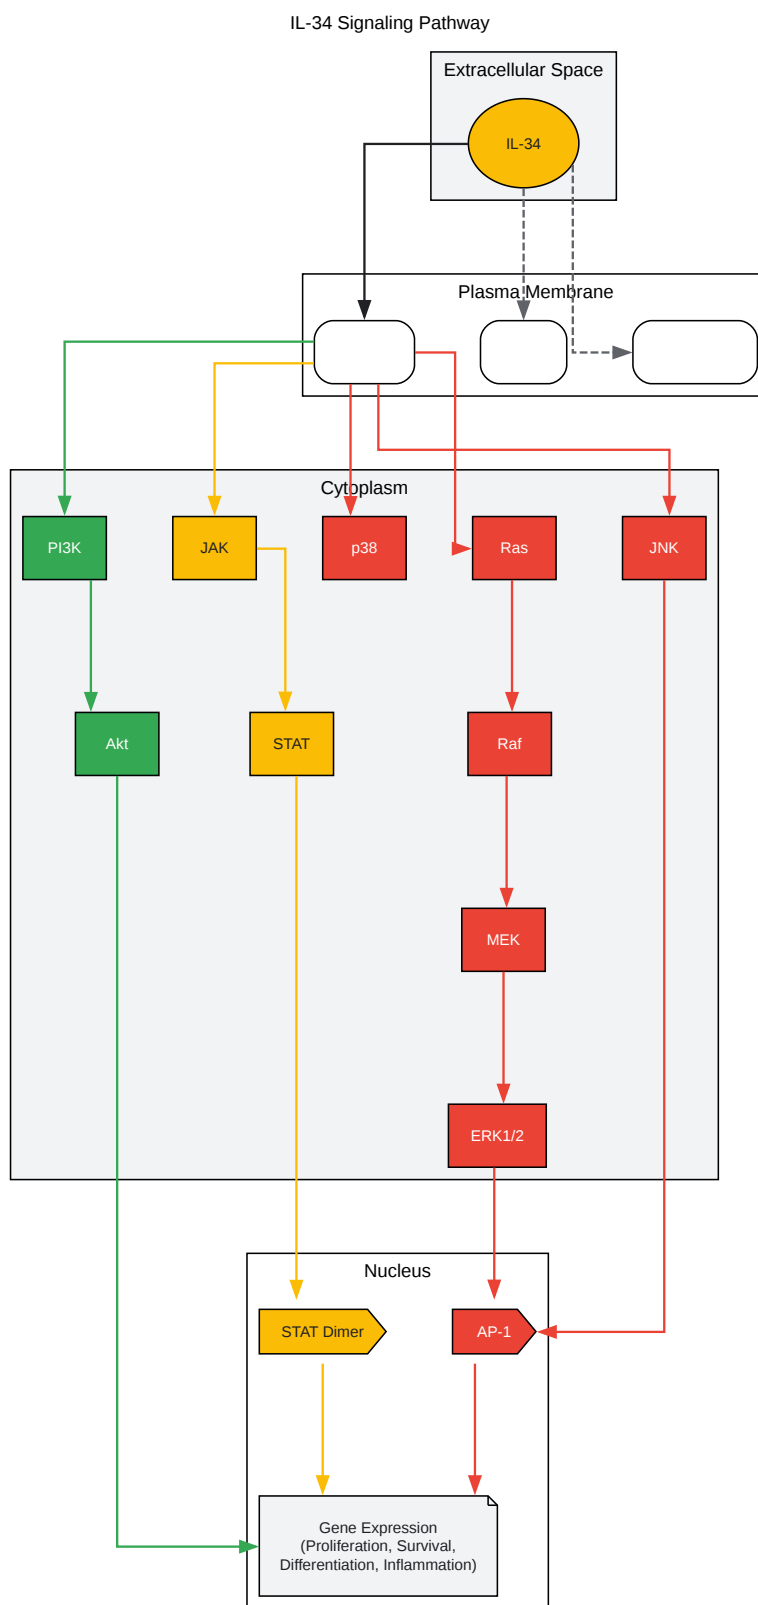 IL-34 Signaling Pathway
Extracellular Space
IL-34
Plasma Membrane
Cytoplasm
PI3K
JAK
p38
Ras
JNK
Akt
STAT
Raf
MEK
ERK1/2
Nucleus
STAT Dimer
AP-1
Gene Expression
(Proliferation, Survival,
Differentiation, Inflammation)